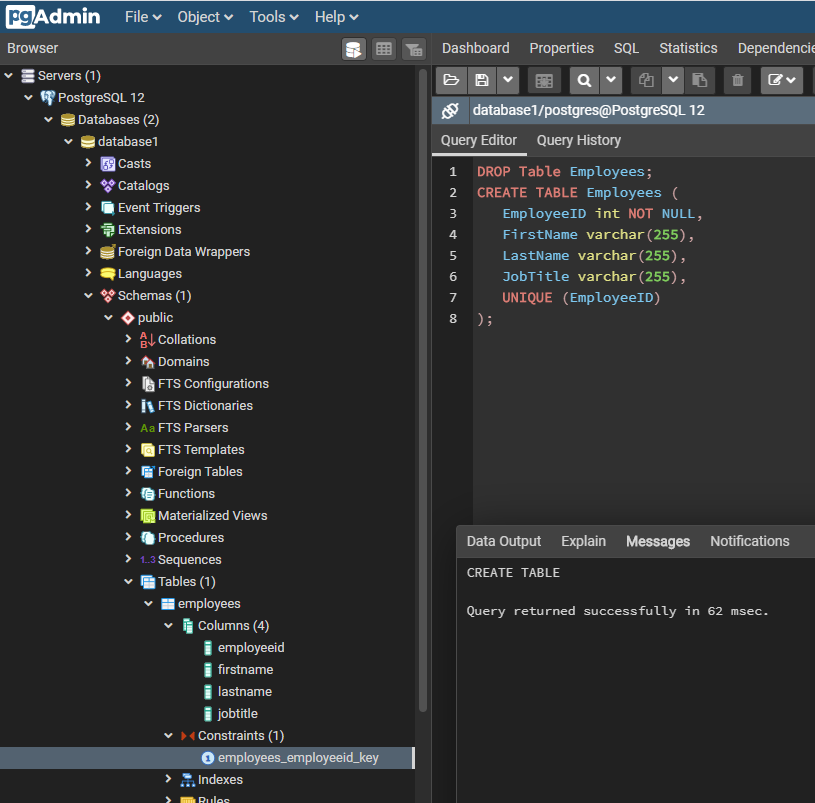 pgAdmin File Object Tools Help
Browser
Servers (1)
PostgreSQL 12
Databases (2)
database1
Casts
Catalogs
Event Triggers
Extensions
Foreign Data Wrappers
Languages
Schemas (1)
public
Collations
Domains
FTS Configurations
FTS Dictionaries
Aa FTS Parsers
FTS Templates
Foreign Tables
Functions
Materialized Views
Procedures
1..3 Sequences
Tables (1)
employees
Columns (4)
employeeid
firstname
lastname
jobtitle
Constraints (1)
employees_employeeid_key
Indexes
Rules
Dashboard Properties SQL Statistics Dependencie
database1/postgres@PostgreSQL 12
Query Editor Query History
1 DROP Table Employees;
2 CREATE TABLE Employees (
3 EmployeeID int NOT NULL,
4 FirstName varchar(255),
5 LastName varchar(255),
6 JobTitle varchar(255),
7 UNIQUE (EmployeeID)
8 );
Data Output Explain Messages Notifications
CREATE TABLE
Query returned successfully in 62 msec.